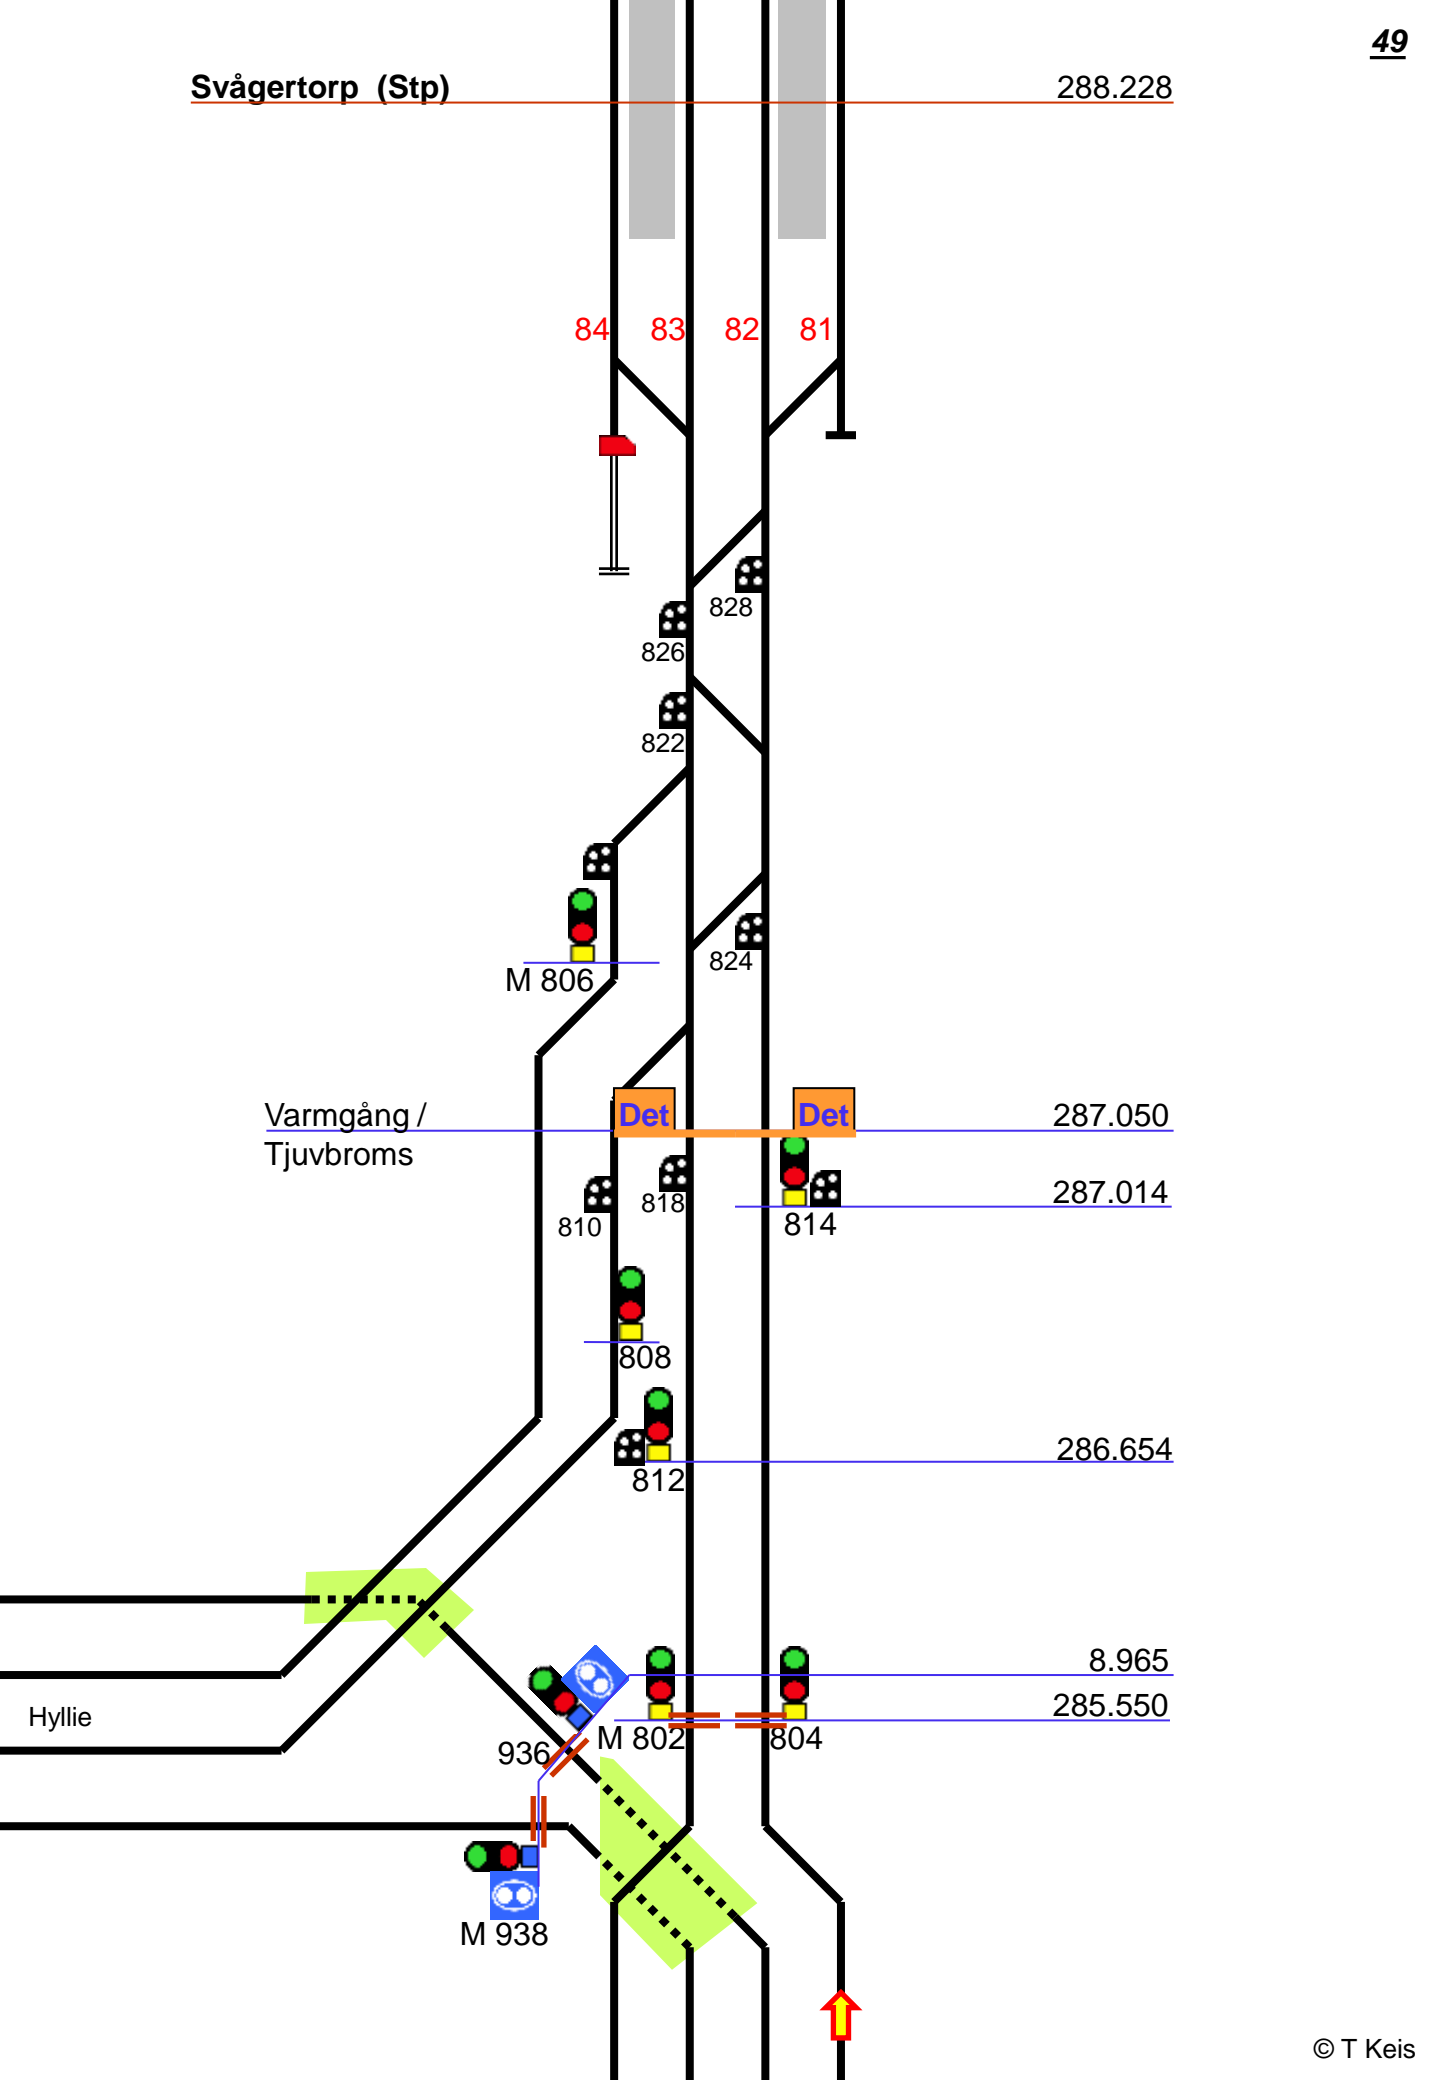 49
Svågertorp (Stp) 288.228
84 83 82 81
828
826
822
M 806
824
Varmgång / Det Det 287.050
Tjuvbroms
818 287.014
810 814
808
286.654
812
8.965
Hyllie 285.550
936 M 802 804
M 938
© T Keis